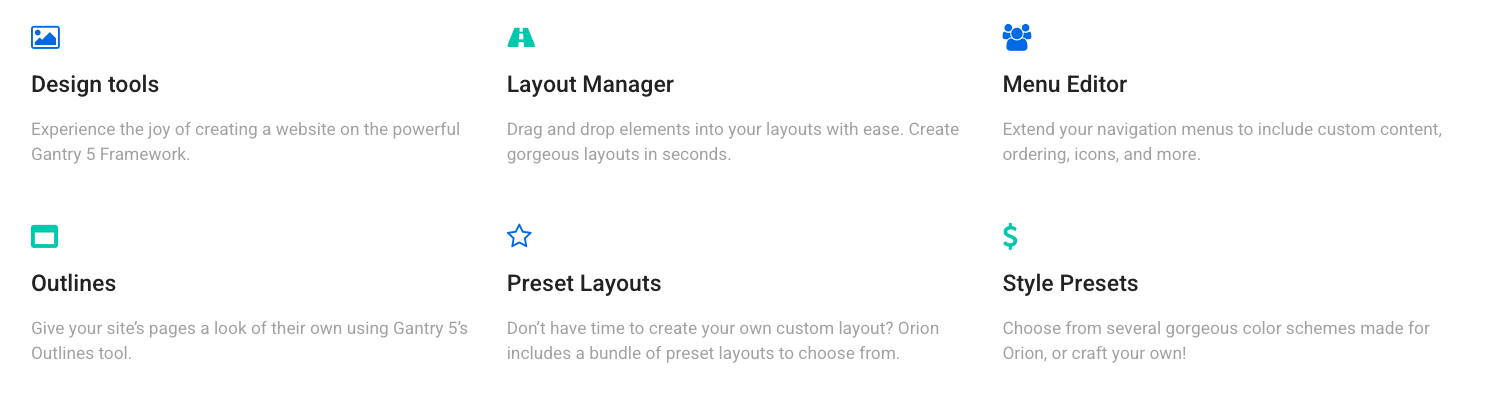 Design tools
Experience the joy of creating a website on the powerful
Gantry 5 Framework.
Layout Manager
Drag and drop elements into your layouts with ease. Create
gorgeous layouts in seconds.
Menu Editor
Extend your navigation menus to include custom content,
ordering, icons, and more.
Outlines
Give your site’s pages a look of their own using Gantry 5’s
Outlines tool.
Preset Layouts
Don’t have time to create your own custom layout? Orion
includes a bundle of preset layouts to choose from.
Style Presets
Choose from several gorgeous color schemes made for
Orion, or craft your own!